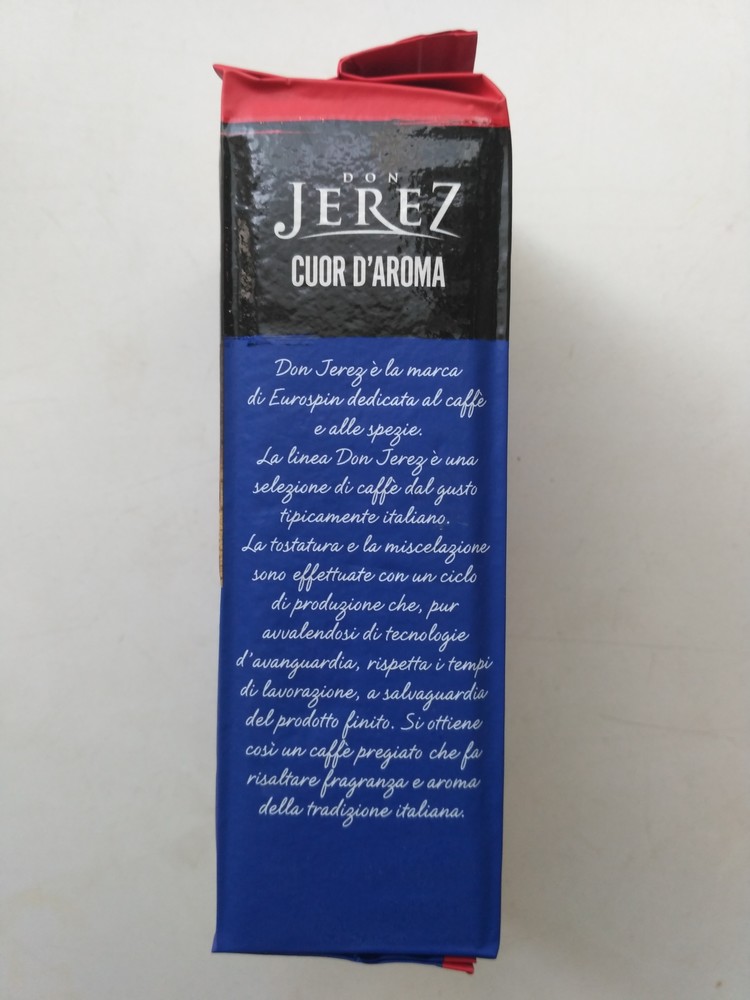 DON
JEREZ
CUOR D'AROMA
Don Jerez è la marca
di Eurospin dedicata al caffè
e alle spezie.
La linea Don Jerez è una
selezione di caffè dal gusto
tipicamente italiano.
La tostatura e la miscelazione
sono effettuate con un ciclo
di produzione che, pur
avvalendosi di tecnologie
d'avanguardia, rispetta i tempi
di lavorazione, a salvaguardia
del prodotto finito. Si ottiene
così un caffè pregiato che fa
risaltare fragranza e aroma
della tradizione italiana.